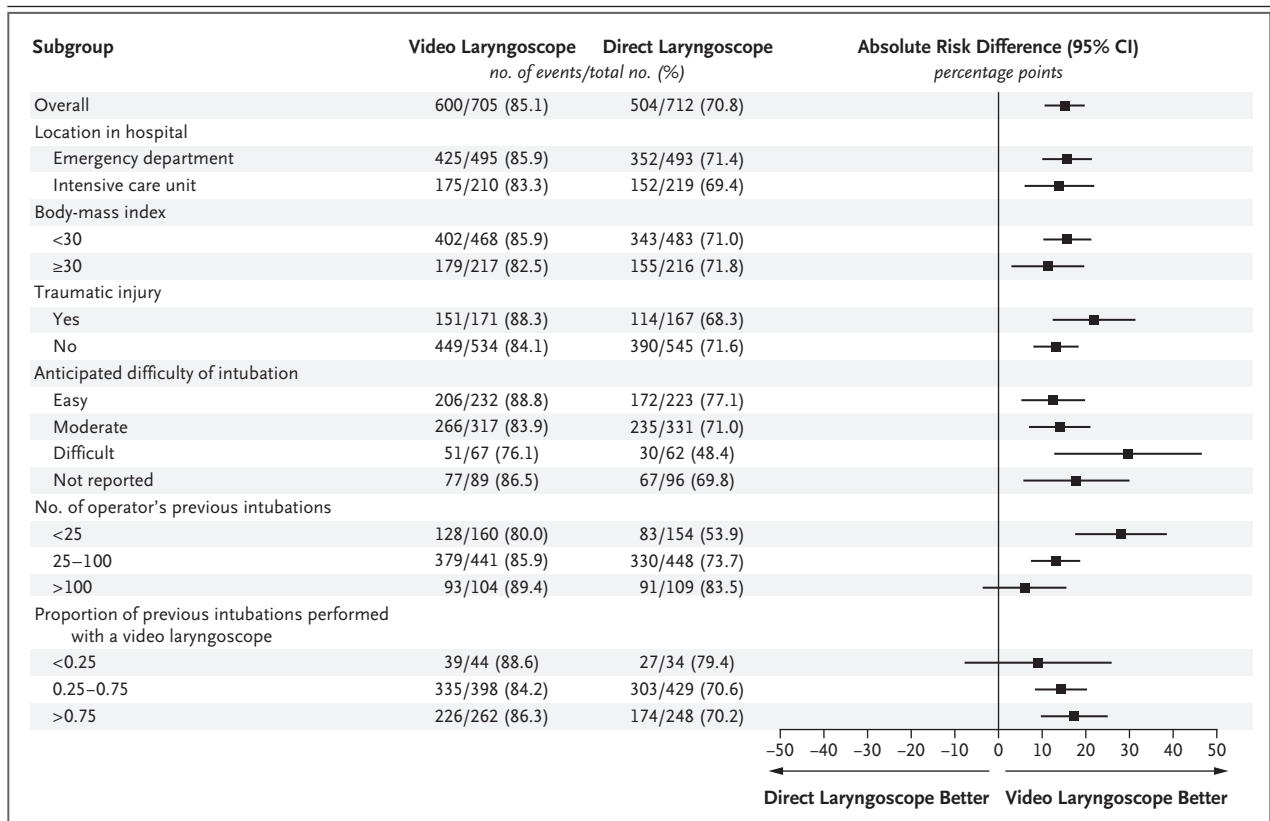 Subgroup Video Laryngoscope Direct Laryngoscope Absolute Risk Difference (95% CI)
no. of events/total no. (%) percentage points
Overall 600/705 (85.1) 504/712 (70.8)
Location in hospital
Emergency department 425/495 (85.9) 352/493 (71.4)
Intensive care unit 175/210 (83.3) 152/219 (69.4)
Body-mass index
<30 402/468 (85.9) 343/483 (71.0)
≥30 179/217 (82.5) 155/216 (71.8)
Traumatic injury
Yes 151/171 (88.3) 114/167 (68.3)
No 449/534 (84.1) 390/545 (71.6)
Anticipated difficulty of intubation
Easy 206/232 (88.8) 172/223 (77.1)
Moderate 266/317 (83.9) 235/331 (71.0)
Difficult 51/67 (76.1) 30/62 (48.4)
Not reported 77/89 (86.5) 67/96 (69.8)
No. of operator's previous intubations
<25 128/160 (80.0) 83/154 (53.9)
25–100 379/441 (85.9) 330/448 (73.7)
>100 93/104 (89.4) 91/109 (83.5)
Proportion of previous intubations performed
with a video laryngoscope
<0.25 39/44 (88.6) 27/34 (79.4)
0.25–0.75 335/398 (84.2) 303/429 (70.6)
>0.75 226/262 (86.3) 174/248 (70.2)
−50 −40 −30 −20 −10 0 10 20 30 40 50
Direct Laryngoscope Better Video Laryngoscope Better